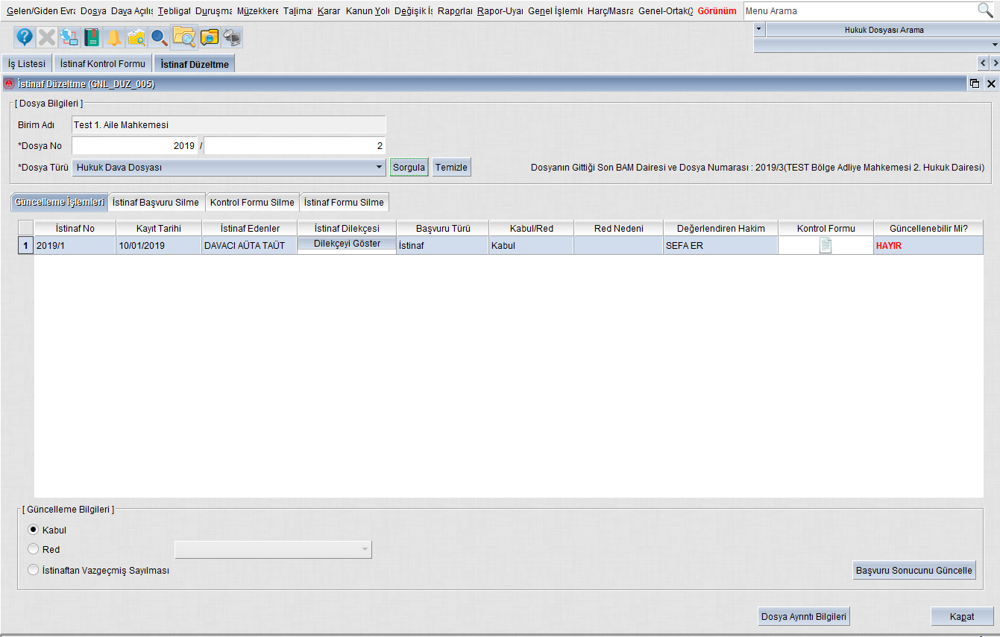 Gelen/Giden Evra Dosya Dava Açılış Tebligat Duruşma Müzekkere Talimat Karar Kanun Yolu Değişik İş Raporlar Rapor-Uyar Genel İşlemle Harç/Masra Genel-Ortak( Görünüm Menu Arama
Hukuk Dosyası Arama
İş Listesi İstinaf Kontrol Formu İstinaf Düzeltme
İstinaf Düzeltme (GNL_DUZ_005)
[ Dosya Bilgileri ]
Birim Adı Test 1. Aile Mahkemesi
*Dosya No 2019 / 2
*Dosya Türü Hukuk Dava Dosyası Sorgula Temizle Dosyanın Gittiği Son BAM Dairesi ve Dosya Numarası : 2019/3(TEST Bölge Adliye Mahkemesi 2. Hukuk Dairesi)
Güncelleme İşlemleri İstinaf Başvuru Silme Kontrol Formu Silme İstinaf Formu Silme
İstinaf No Kayıt Tarihi İstinaf Edenler İstinaf Dilekçesi Başvuru Türü Kabul/Red Red Nedeni Değerlendiren Hakim Kontrol Formu Güncellenebilir Mi?
1 2019/1 10/01/2019 DAVACI AÜTA TAÜT Dilekçeyi Göster İstinaf Kabul SEFA ER HAYIR
[ Güncelleme Bilgileri ]
Kabul
Red
İstinaftan Vazgeçmiş Sayılması
Başvuru Sonucunu Güncelle
Dosya Ayrıntı Bilgileri Kapat